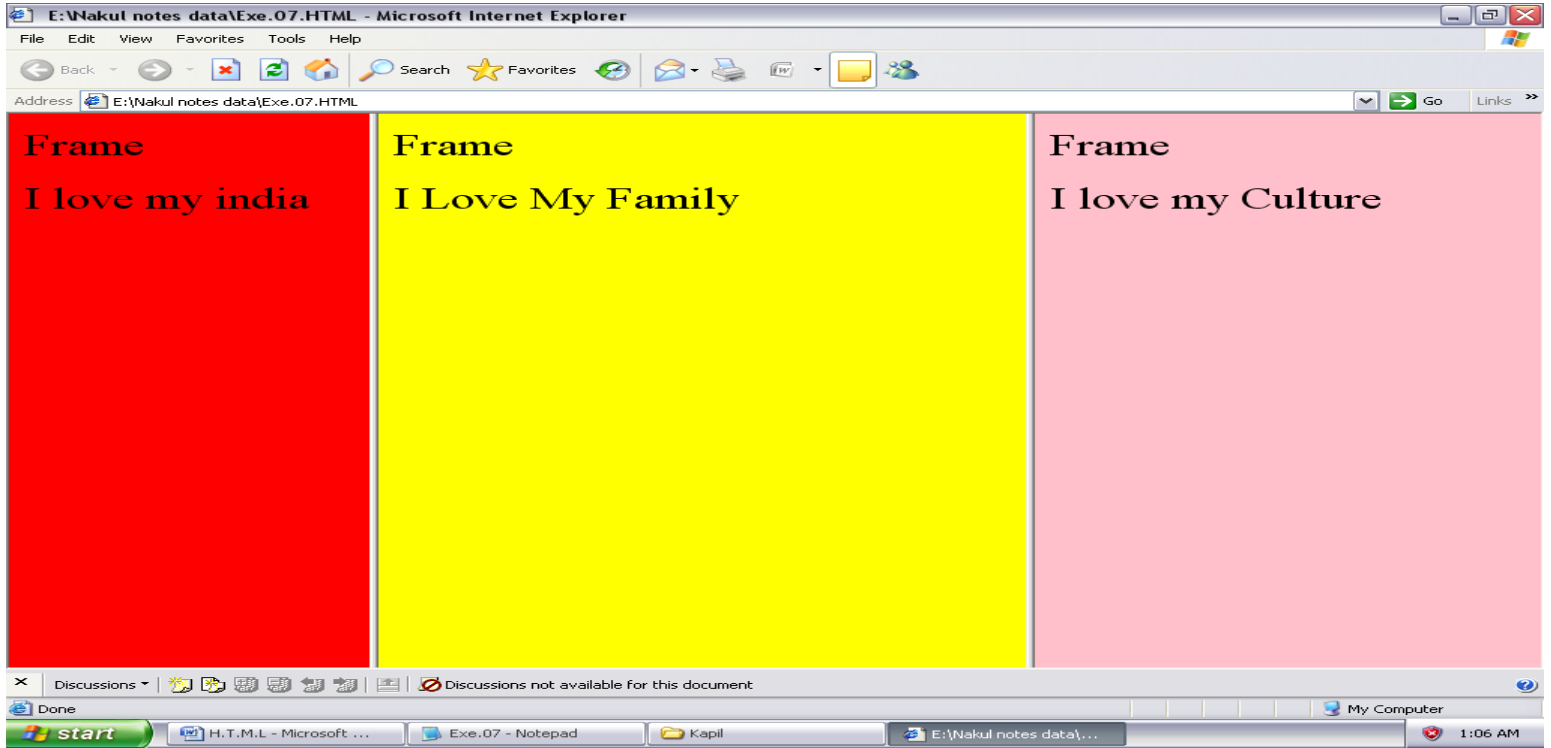 E:\Nakul notes data\Exe.07.HTML - Microsoft Internet Explorer
File Edit View Favorites Tools Help
Back Search Favorites
Address E:\Nakul notes data\Exe.07.HTML Go Links »
Frame Frame Frame
I love my india I Love My Family I love my Culture
Discussions Discussions not available for this document
Done My Computer
start H.T.M.L - Microsoft ... Exe.07 - Notepad Kapil E:\Nakul notes data\... 1:06 AM